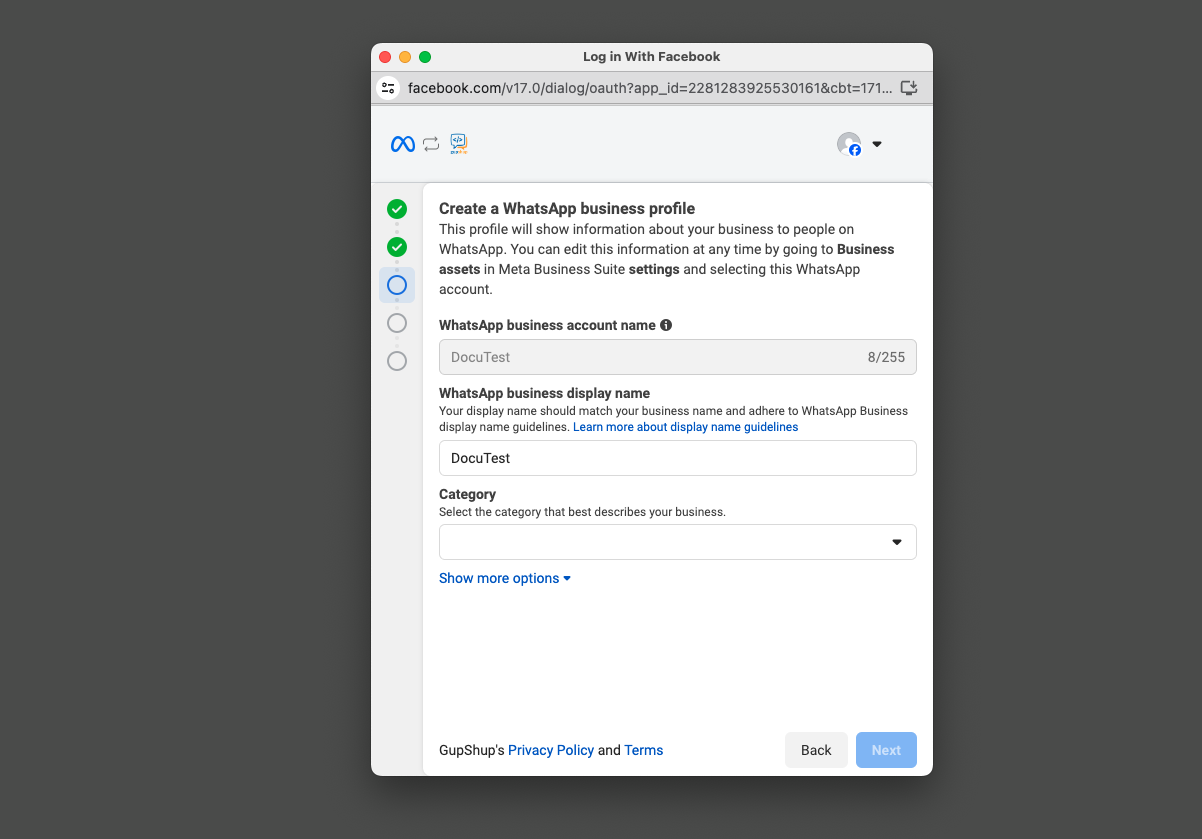 Log in With Facebook
facebook.com/v17.0/dialog/oauth?app_id=2281283925530161&cbt=171...
Create a WhatsApp business profile
This profile will show information about your business to people on
WhatsApp. You can edit this information at any time by going to Business
assets in Meta Business Suite settings and selecting this WhatsApp
account.
WhatsApp business account name
DocuTest 8/255
WhatsApp business display name
Your display name should match your business name and adhere to WhatsApp Business
display name guidelines. Learn more about display name guidelines
DocuTest
Category
Select the category that best describes your business.
Show more options
GupShup's Privacy Policy and Terms Back Next